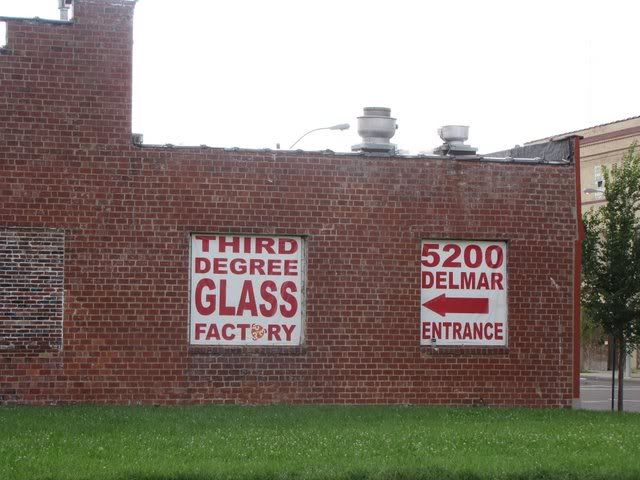 THIRD
DEGREE
GLASS
FACTORY
5200
DELMAR
ENTRANCE